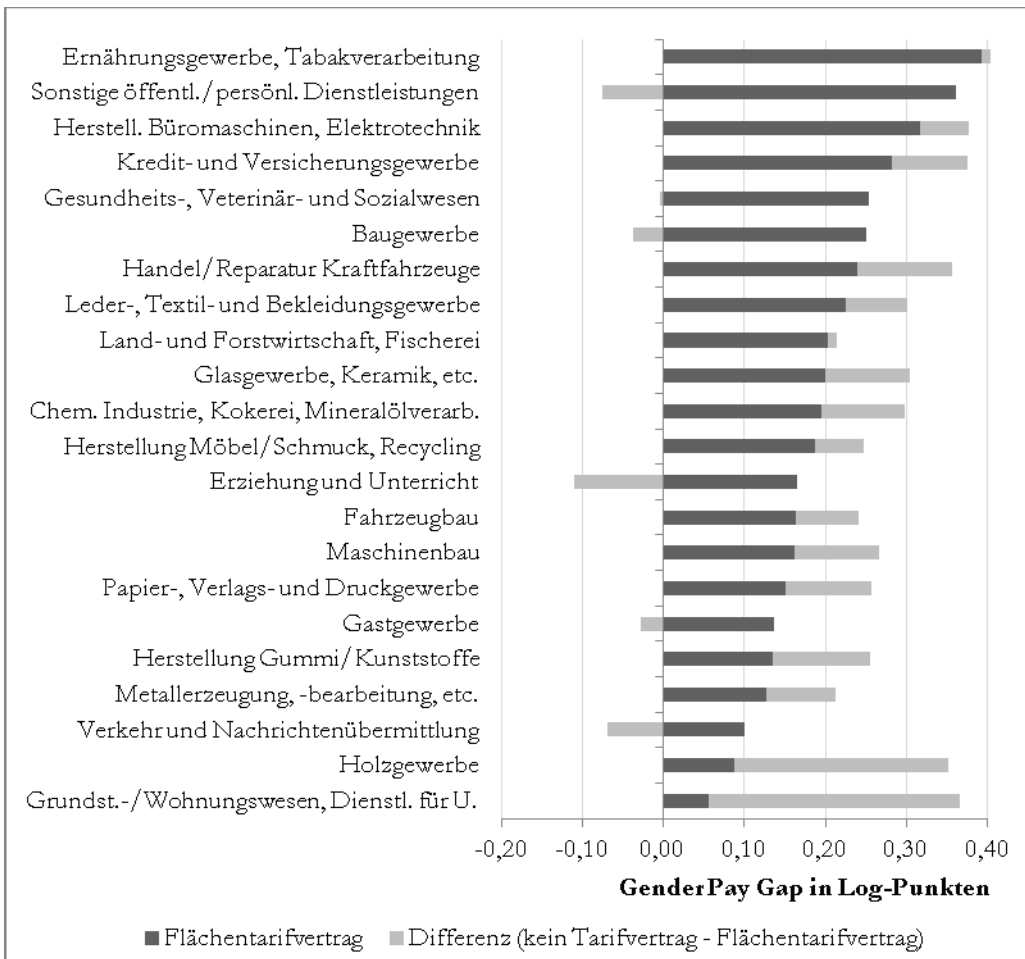 Ernährungsgewerbe, Tabakverarbeitung
Sonstige öffentl./persönl. Dienstleistungen
Herstell. Büromaschinen, Elektrotechnik
Kredit- und Versicherungsgewerbe
Gesundheits-, Veterinär- und Sozialwesen
Baugewerbe
Handel/Reparatur Kraftfahrzeuge
Leder-, Textil- und Bekleidungsgewerbe
Land- und Forstwirtschaft, Fischerei
Glasgewerbe, Keramik, etc.
Chem. Industrie, Kokerei, Mineralölverarb.
Herstellung Möbel/Schmuck, Recycling
Erziehung und Unterricht
Fahrzeugbau
Maschinenbau
Papier-, Verlags- und Druckgewerbe
Gastgewerbe
Herstellung Gummi/Kunststoffe
Metallerzeugung, -bearbeitung, etc.
Verkehr und Nachrichtenübermittlung
Holzgewerbe
Grundst.-/Wohnungswesen, Dienstl. für U.
-0,20 -0,10 0,00 0,10 0,20 0,30 0,40
Gender Pay Gap in Log-Punkten
Flächentarifvertrag Differenz (kein Tarifvertrag - Flächentarifvertrag)